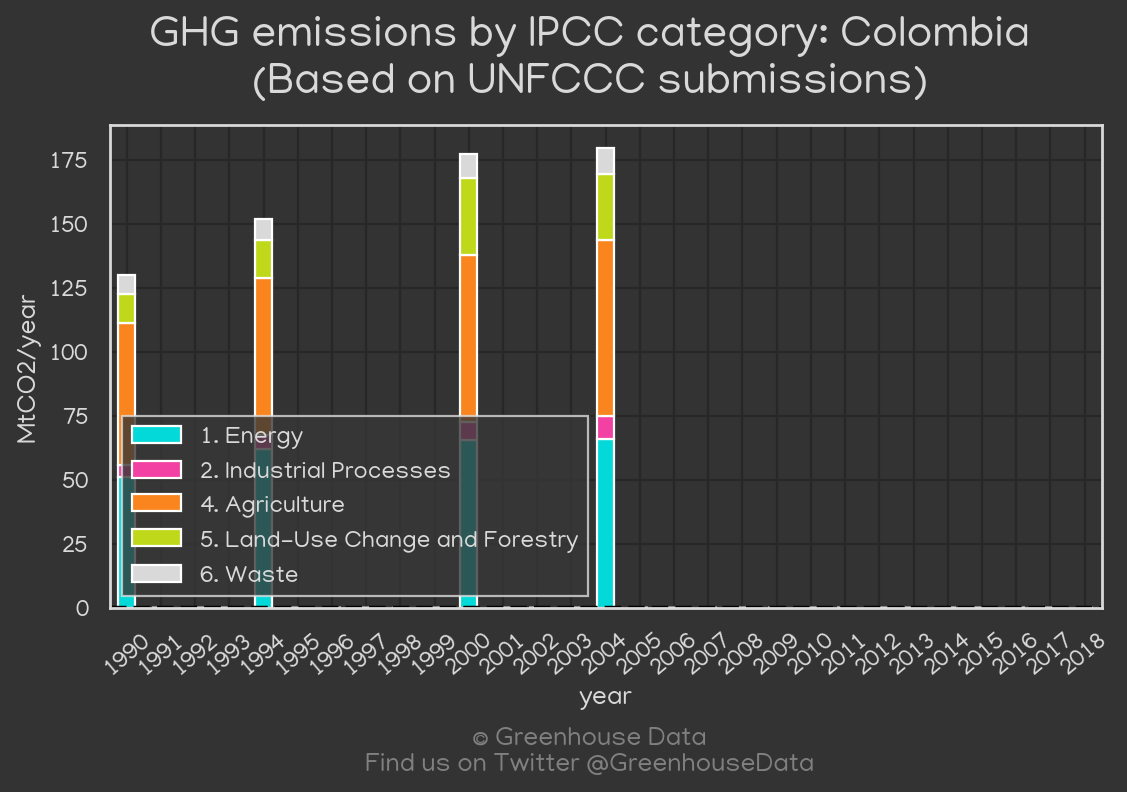 GHG emissions by IPCC category: Colombia
(Based on UNFCCC submissions)
MtCO2/year
175
150
125
100
75
50
25
0
1. Energy
2. Industrial Processes
4. Agriculture
5. Land-Use Change and Forestry
6. Waste
1990 1991 1992 1993 1994 1995 1996 1997 1998 1999 2000 2001 2002 2003 2004 2005 2006 2007 2008 2009 2010 2011 2012 2013 2014 2015 2016 2017 2018
year
© Greenhouse Data
Find us on Twitter @GreenhouseData